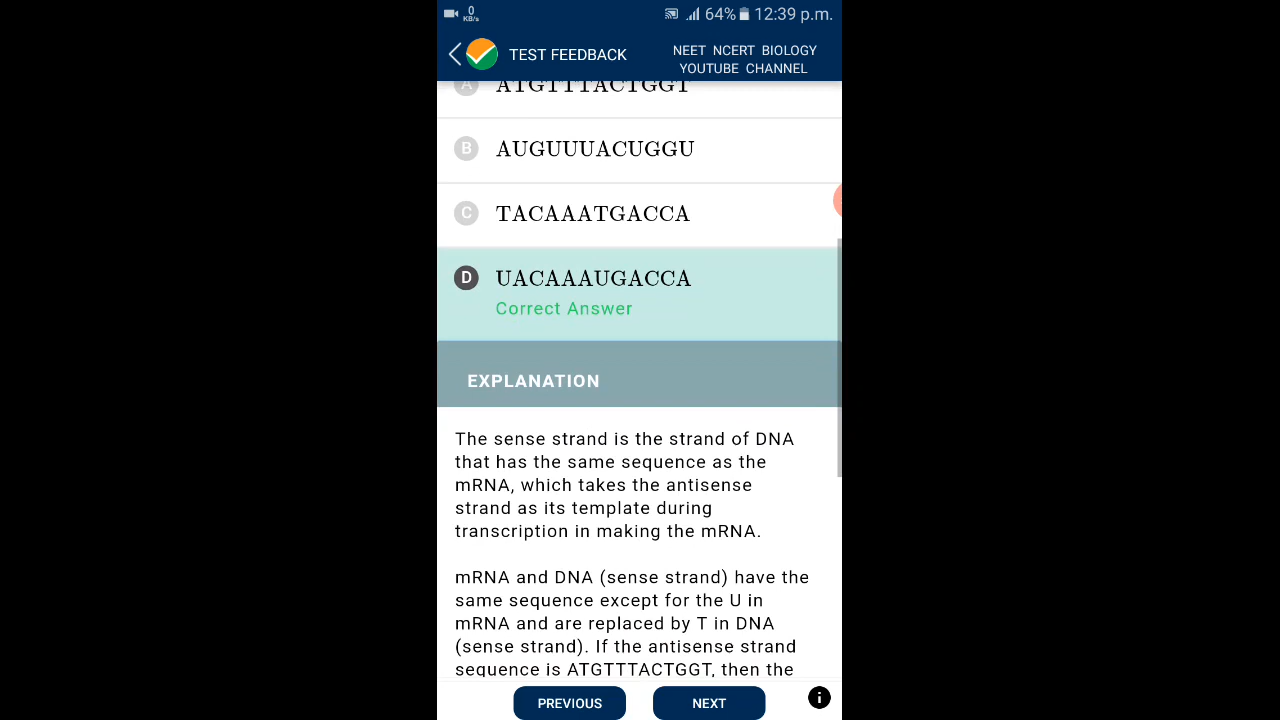 0
KB/s
64% 12:39 p.m.
TEST FEEDBACK
NEET NCERT BIOLOGY
YOUTUBE CHANNEL
A ATGTTTACTGGT
B AUGUUUACUGGU
C TACAAATGACCA
D UACAAAUGACCA
Correct Answer
EXPLANATION
The sense strand is the strand of DNA
that has the same sequence as the
mRNA, which takes the antisense
strand as its template during
transcription in making the mRNA.
mRNA and DNA (sense strand) have the
same sequence except for the U in
mRNA and are replaced by T in DNA
(sense strand). If the antisense strand
sequence is ATGTTTACTGGT, then the
PREVIOUS
NEXT
i